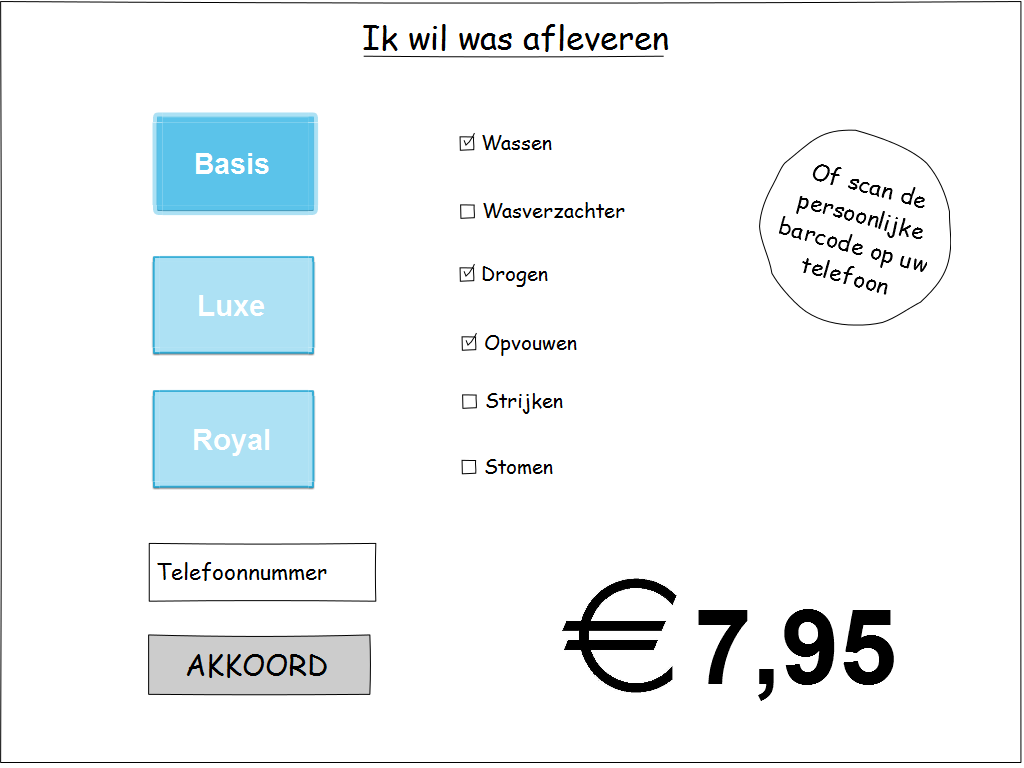 Ik wil was afleveren
Basis
Luxe
Royal
Wassen
Wasverzachter
Drogen
Opvouwen
Strijken
Stomen
Of scan de
persoonlijke
barcode op uw
telefoon
Telefoonnummer
AKKOORD
€ 7,95